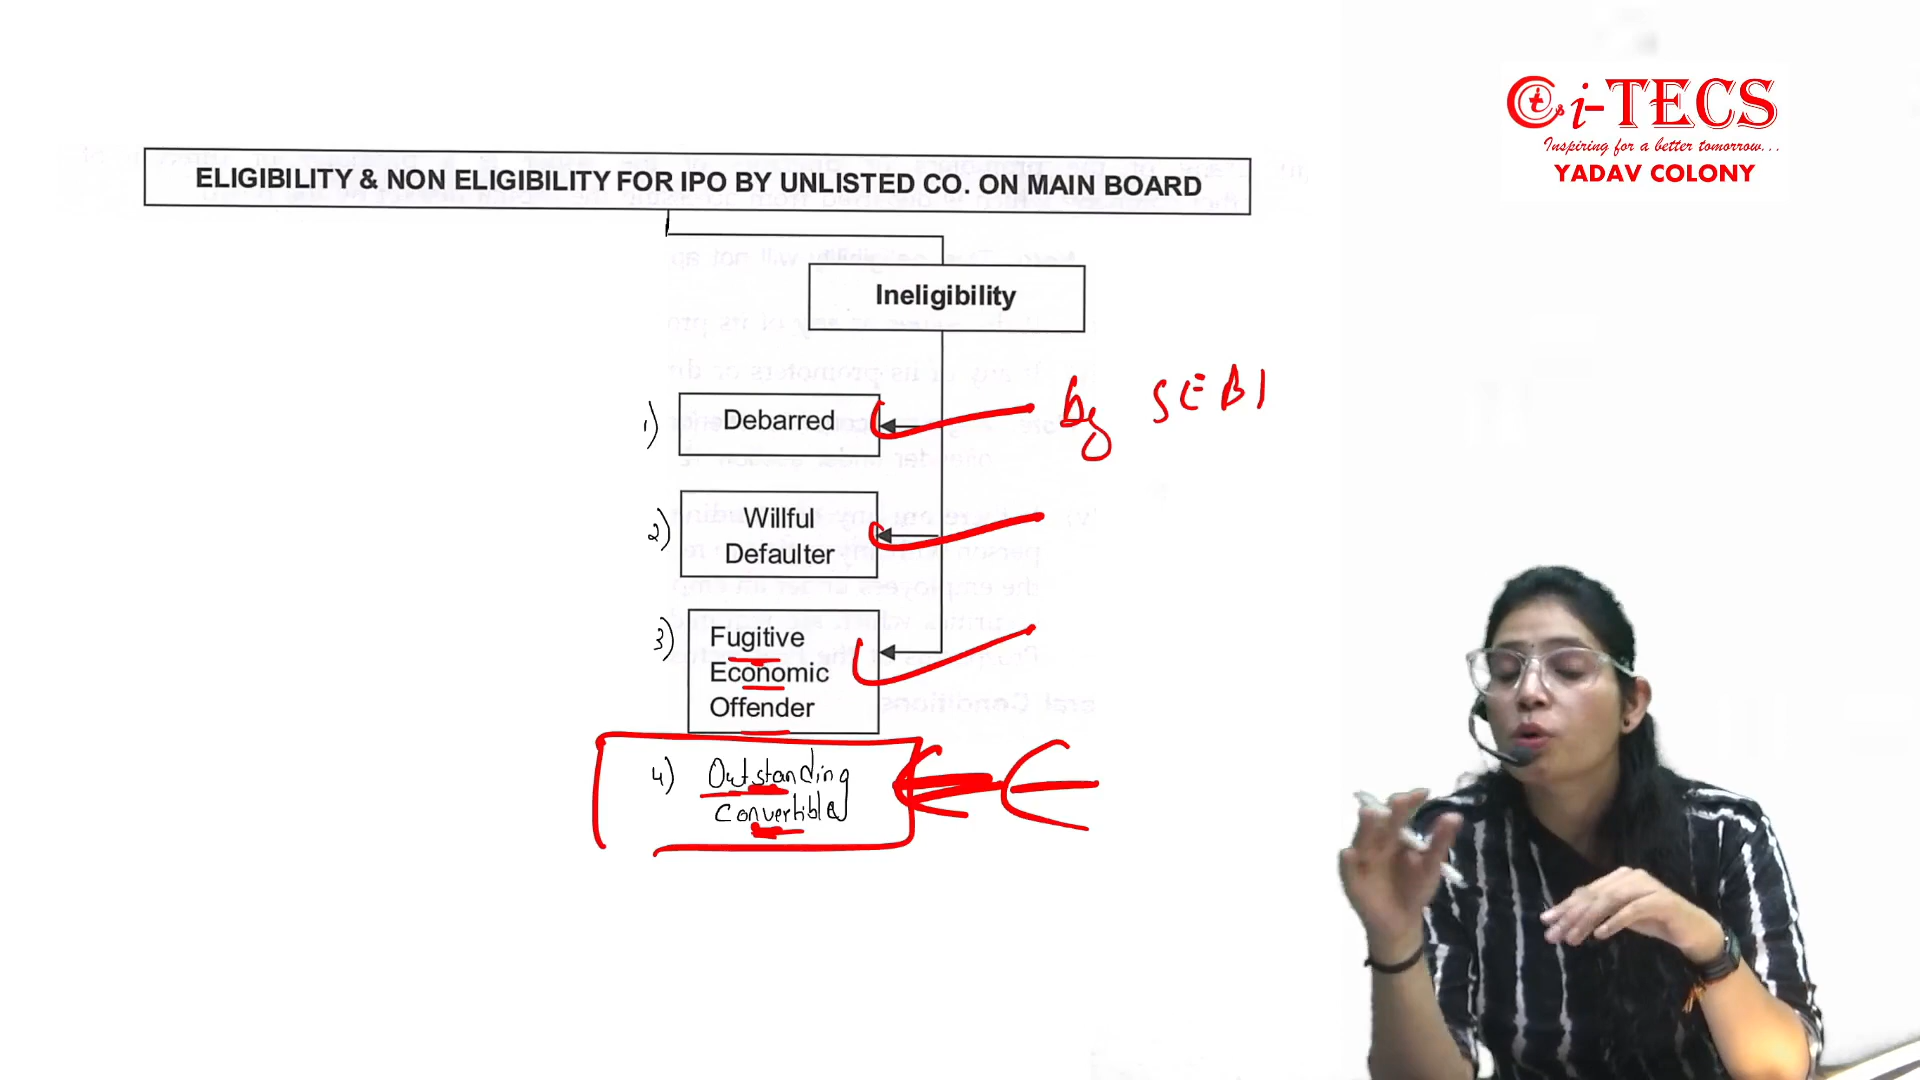 i-TECS
Inspiring for a better tomorrow...
YADAV COLONY
ELIGIBILITY & NON ELIGIBILITY FOR IPO BY UNLISTED CO. ON MAIN BOARD
Ineligibility
1) Debarred
By SEBI
2) Willful
Defaulter
3) Fugitive
Economic
Offender
4) Outstanding
Convertible